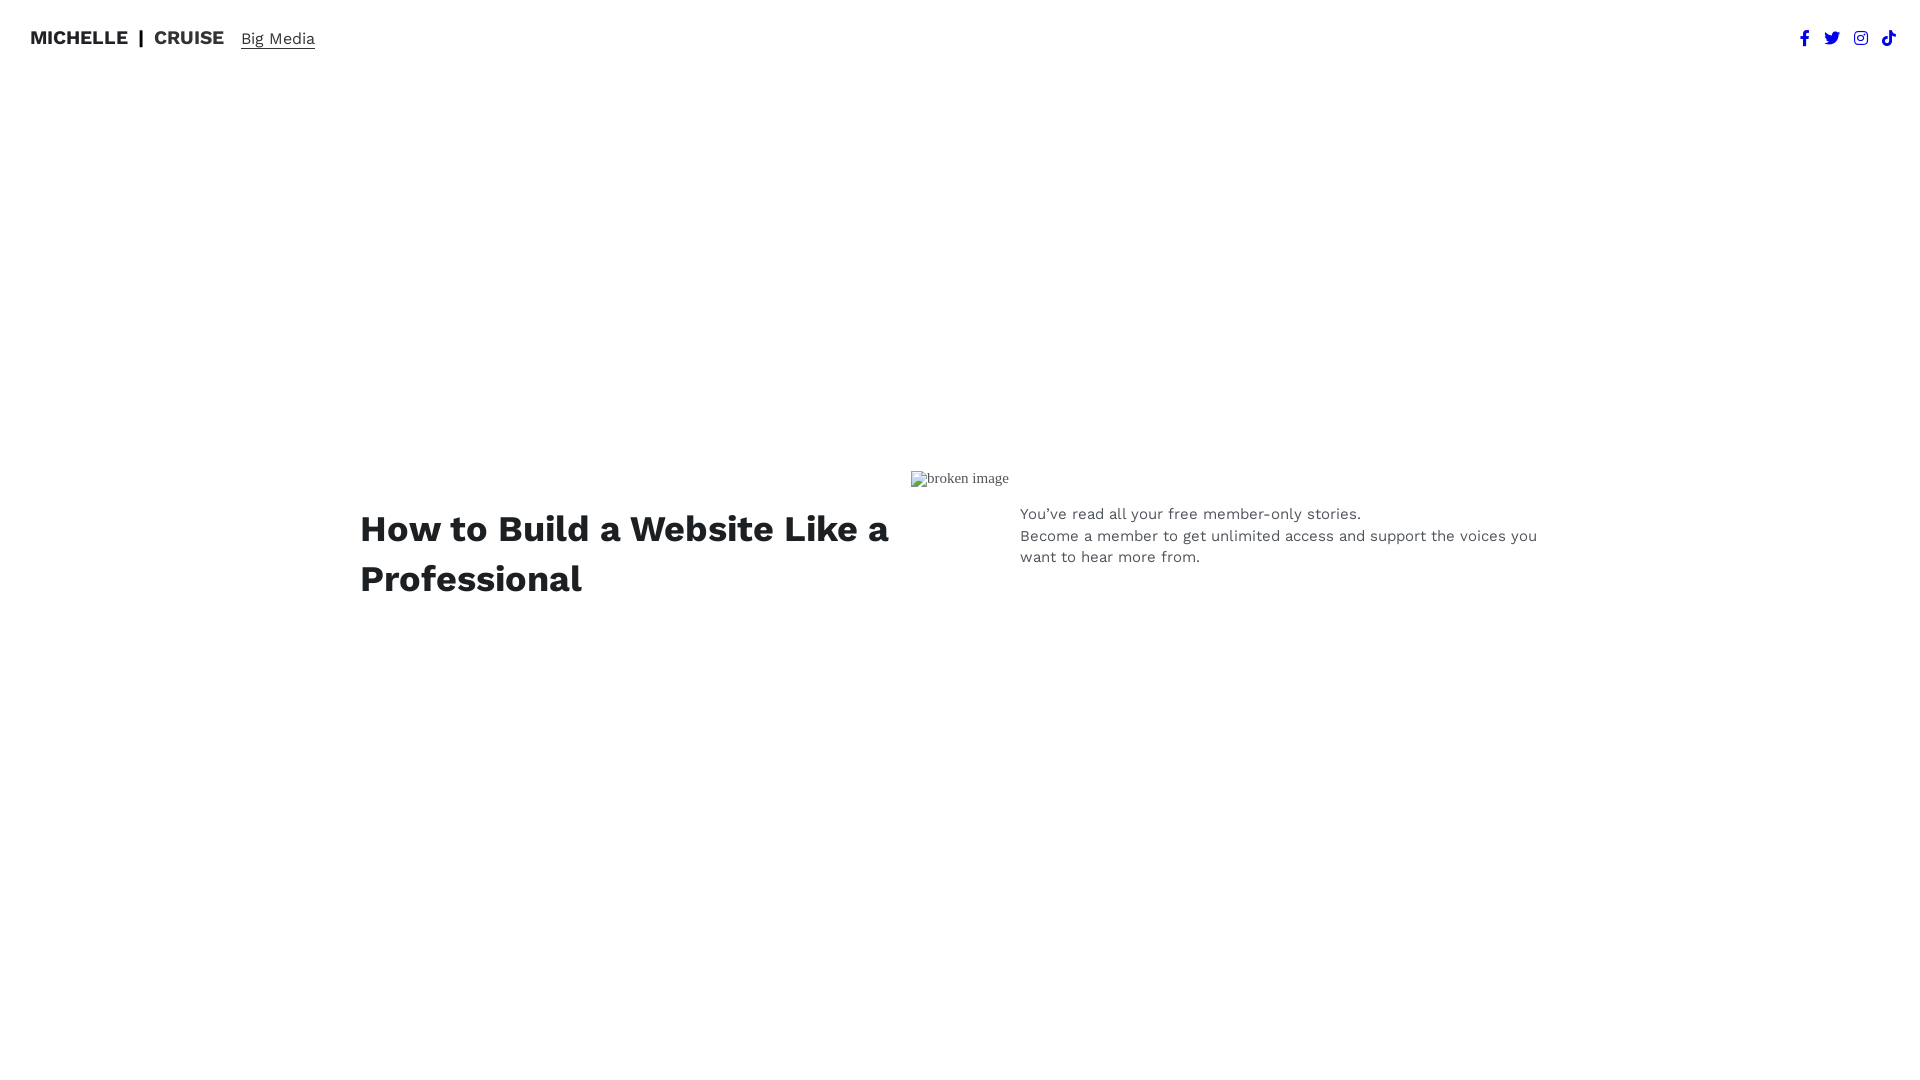 MICHELLE | CRUISE Big Media
broken image
How to Build a Website Like a
Professional
You’ve read all your free member-only stories.
Become a member to get unlimited access and support the voices you
want to hear more from.